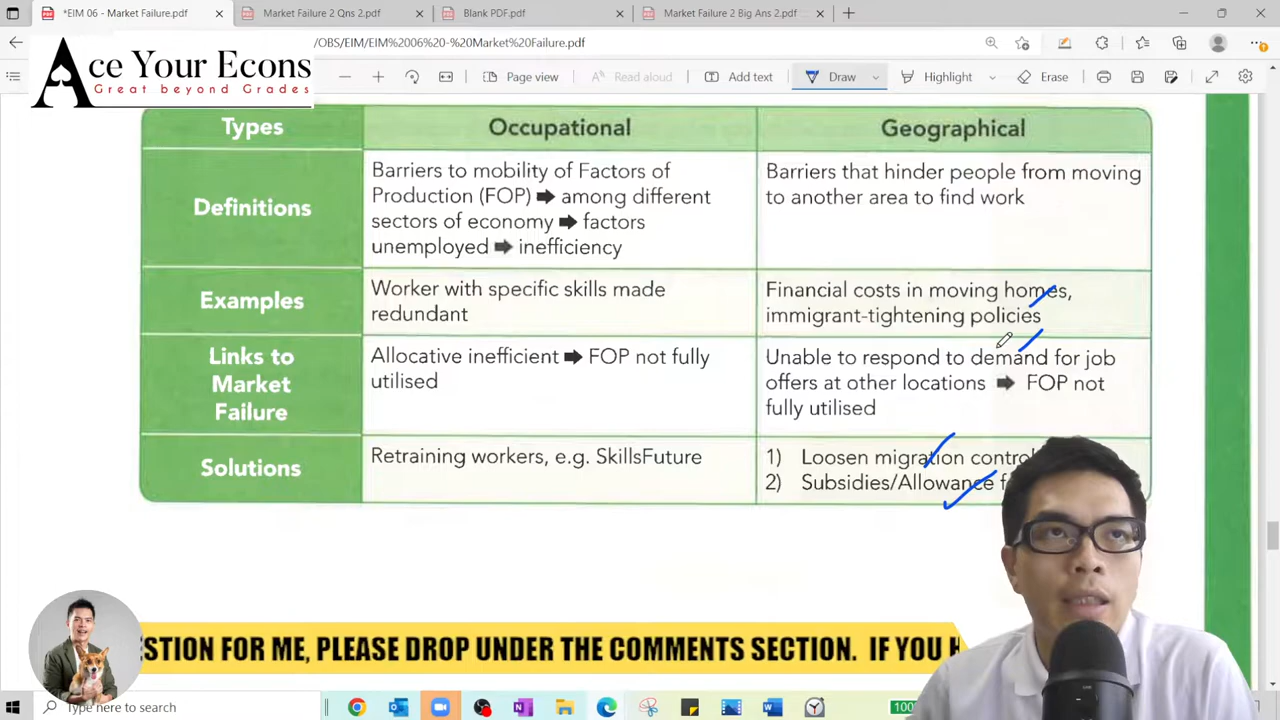 *EIM 06 - Market Failure.pdf
Market Failure 2 Qns 2.pdf
Blank PDF.pdf
Market Failure 2 Big Ans 2.pdf
/OBS/EIM/EIM%2006%20-%20Market%20Failure.pdf
Ace Your Econs
Great beyond Grades
Page view
Read aloud
Add text
Draw
Highlight
Erase
Types
Occupational
Geographical
Definitions
Barriers to mobility of Factors of
Production (FOP) ➡ among different
sectors of economy ➡ factors
unemployed ➡ inefficiency
Barriers that hinder people from moving
to another area to find work
Examples
Worker with specific skills made
redundant
Financial costs in moving homes,
immigrant-tightening policies
Links to
Market
Failure
Allocative inefficient ➡ FOP not fully
utilised
Unable to respond to demand for job
offers at other locations ➡ FOP not
fully utilised
Solutions
Retraining workers, e.g. SkillsFuture
1) Loosen migration control
2) Subsidies/Allowance f
ESTION FOR ME, PLEASE DROP UNDER THE COMMENTS SECTION. IF YOU H
Type here to search